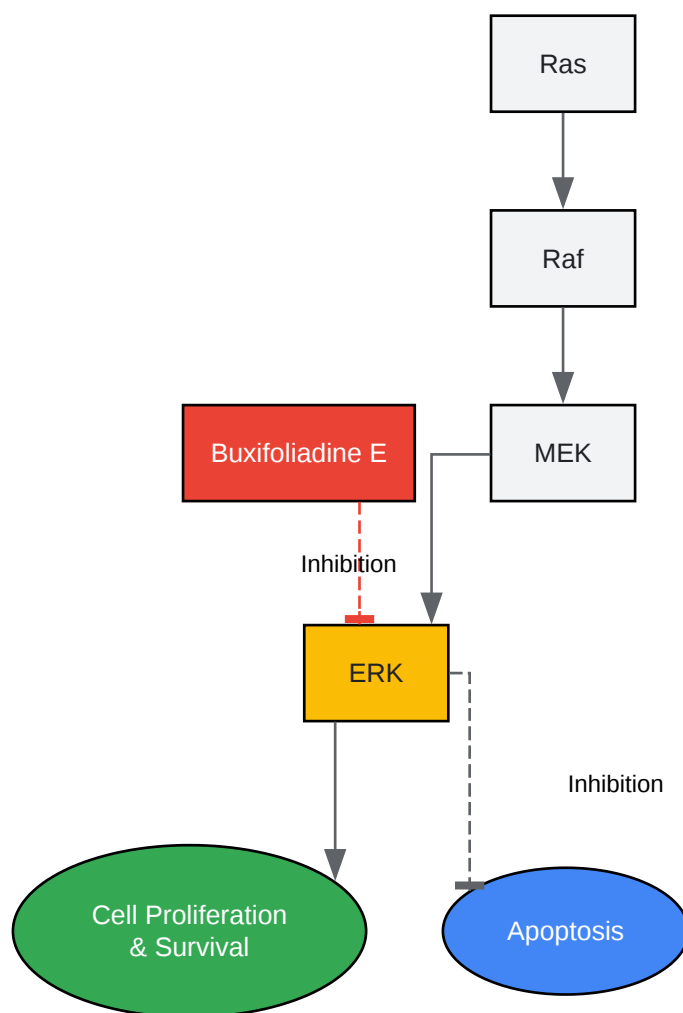 Ras
Raf
Buxifoliadine E
MEK
Inhibition
ERK
Inhibition
Cell Proliferation
& Survival
Apoptosis